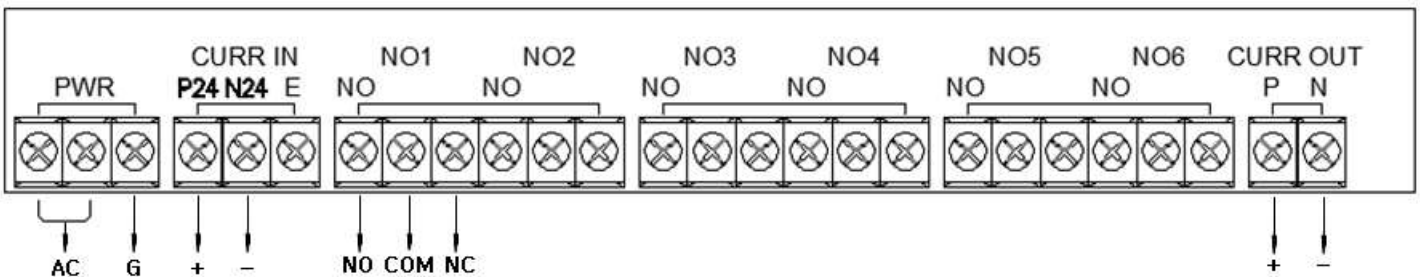 CURR IN NO1 NO2 NO3 NO4 NO5 NO6 CURR OUT
PWR P24 N24 E NO NO NO NO NO NO P N
AC G + - NO COM NC + -